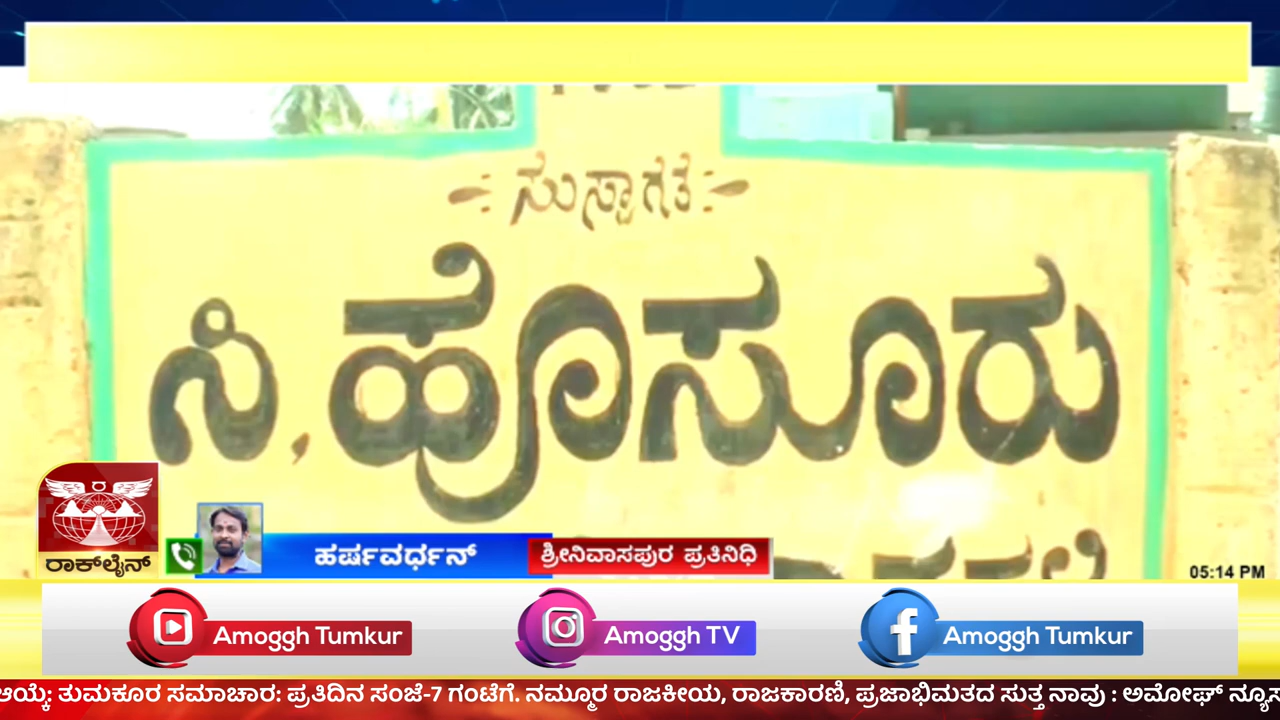 ಸುಸ್ವಾಗತ
ಸಿ.ಹೊಸೂರು
ರಾಕ್‌ಲೈನ್
ಹರ್ಷವರ್ಧನ್
ಶ್ರೀನಿವಾಸಪುರ ಪ್ರತಿನಿಧಿ
05:14 PM
Amoggh Tumkur
Amoggh TV
Amoggh Tumkur
ಆಯ್ಕೆ: ತುಮಕೂರ ಸಮಾಚಾರ: ಪ್ರತಿದಿನ ಸಂಜೆ-7 ಗಂಟೆಗೆ. ನಮ್ಮೂರ ರಾಜಕೀಯ, ರಾಜಕಾರಣಿ, ಪ್ರಜಾಭಿಮತದ ಸುತ್ತ ನಾವು : ಅಮೋಘ್ ನ್ಯೂಸ